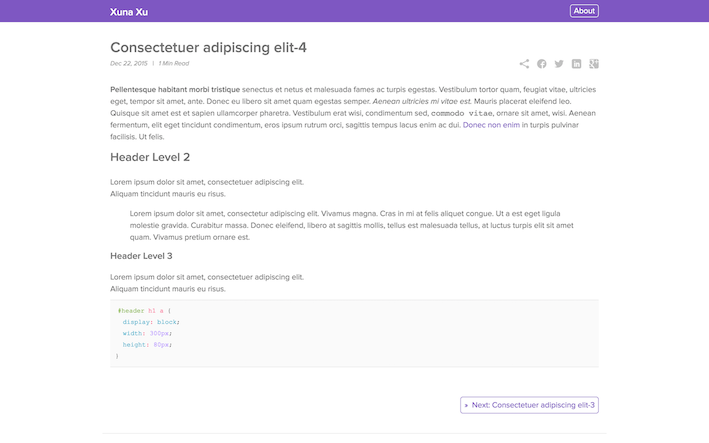 Xuna Xu
About
Consectetuer adipiscing elit-4
Dec 22, 2015 | 1 Min Read
Pellentesque habitant morbi tristique senectus et netus et malesuada fames ac turpis egestas. Vestibulum tortor quam, feugiat vitae, ultricies
eget, tempor sit amet, ante. Donec eu libero sit amet quam egestas semper. Aenean ultricies mi vitae est. Mauris placerat eleifend leo.
Quisque sit amet est et sapien ullamcorper pharetra. Vestibulum erat wisi, condimentum sed, commodo vitae, ornare sit amet, wisi. Aenean
fermentum, elit eget tincidunt condimentum, eros ipsum rutrum orci, sagittis tempus lacus enim ac dui. Donec non enim in turpis pulvinar
facilisis. Ut felis.
Header Level 2
Lorem ipsum dolor sit amet, consectetuer adipiscing elit.
Aliquam tincidunt mauris eu risus.
Lorem ipsum dolor sit amet, consectetur adipiscing elit. Vivamus magna. Cras in mi at felis aliquet congue. Ut a est eget ligula
molestie gravida. Curabitur massa. Donec eleifend, libero at sagittis mollis, tellus est malesuada tellus, at luctus turpis elit sit amet
quam. Vivamus pretium ornare est.
Header Level 3
Lorem ipsum dolor sit amet, consectetuer adipiscing elit.
Aliquam tincidunt mauris eu risus.
#header h1 a {
display: block;
width: 300px;
height: 80px;
}
» Next: Consectetuer adipiscing elit-3